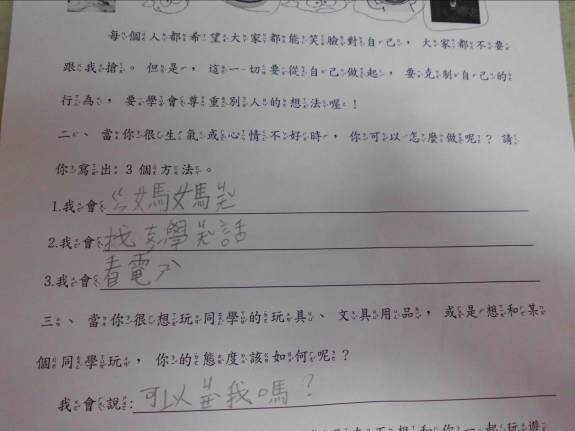 每個人都希望大家都能笑臉對自己，大家都不要
跟我搶。但是，這一切要從自己做起，要克制自己的
行為，要學會尊重別人的想法喔！
二、當你很生氣或心情不好時，你可以怎麼做呢？請
你寫出 3 個方法。
1.我會ㄍㄣ媽媽
2.我會找同學ㄕㄨㄛ話
3.我會看電
三、當你很想玩同學的玩具、文具用品，或是想和某
個同學玩，你的態度該如何呢？
我會說：可以 我嗎？